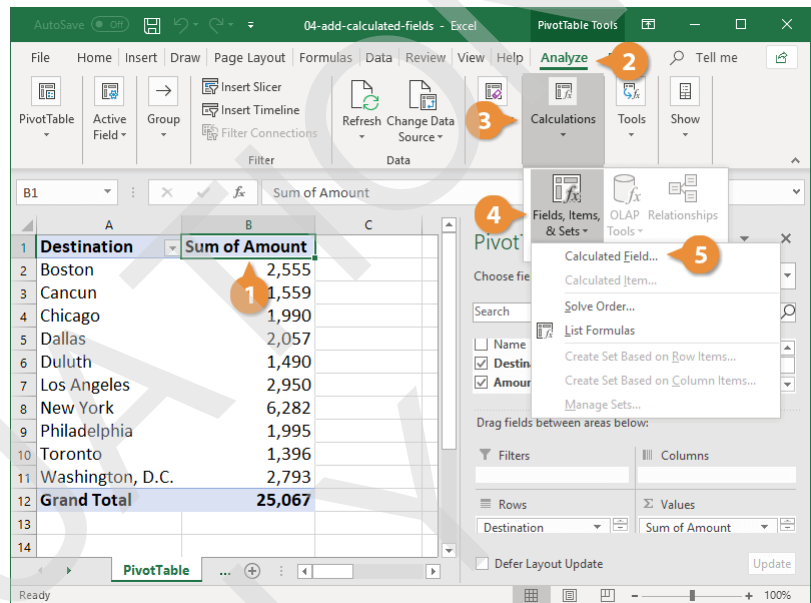 AutoSave Off 04-add-calculated-fields - Excel PivotTable Tools
File Home Insert Draw Page Layout Formulas Data Review View Help Analyze 2 Tell me
PivotTable
Active Field
Group
Insert Slicer
Insert Timeline
Filter Connections
Filter
Refresh
Change Data Source
Data
3
Calculations
Tools
Show
B1 fx Sum of Amount
4
Fields, Items, & Sets
OLAP Tools
Relationships
Calculated Field... 5
Calculated Item...
Solve Order...
List Formulas
Create Set Based on Row Items...
Create Set Based on Column Items...
Manage Sets...
A B C
1 Destination Sum of Amount
2 Boston 2,555
3 Cancun 1,559
1
4 Chicago 1,990
5 Dallas 2,057
6 Duluth 1,490
7 Los Angeles 2,950
8 New York 6,282
9 Philadelphia 1,995
10 Toronto 1,396
11 Washington, D.C. 2,793
12 Grand Total 25,067
13
14
Pivot
Choose fie
Search
Name
Destin
Amoun
Drag fields between areas below:
Filters Columns
Rows Σ Values
Destination Sum of Amount
Defer Layout Update Update
PivotTable ...
Ready 100%